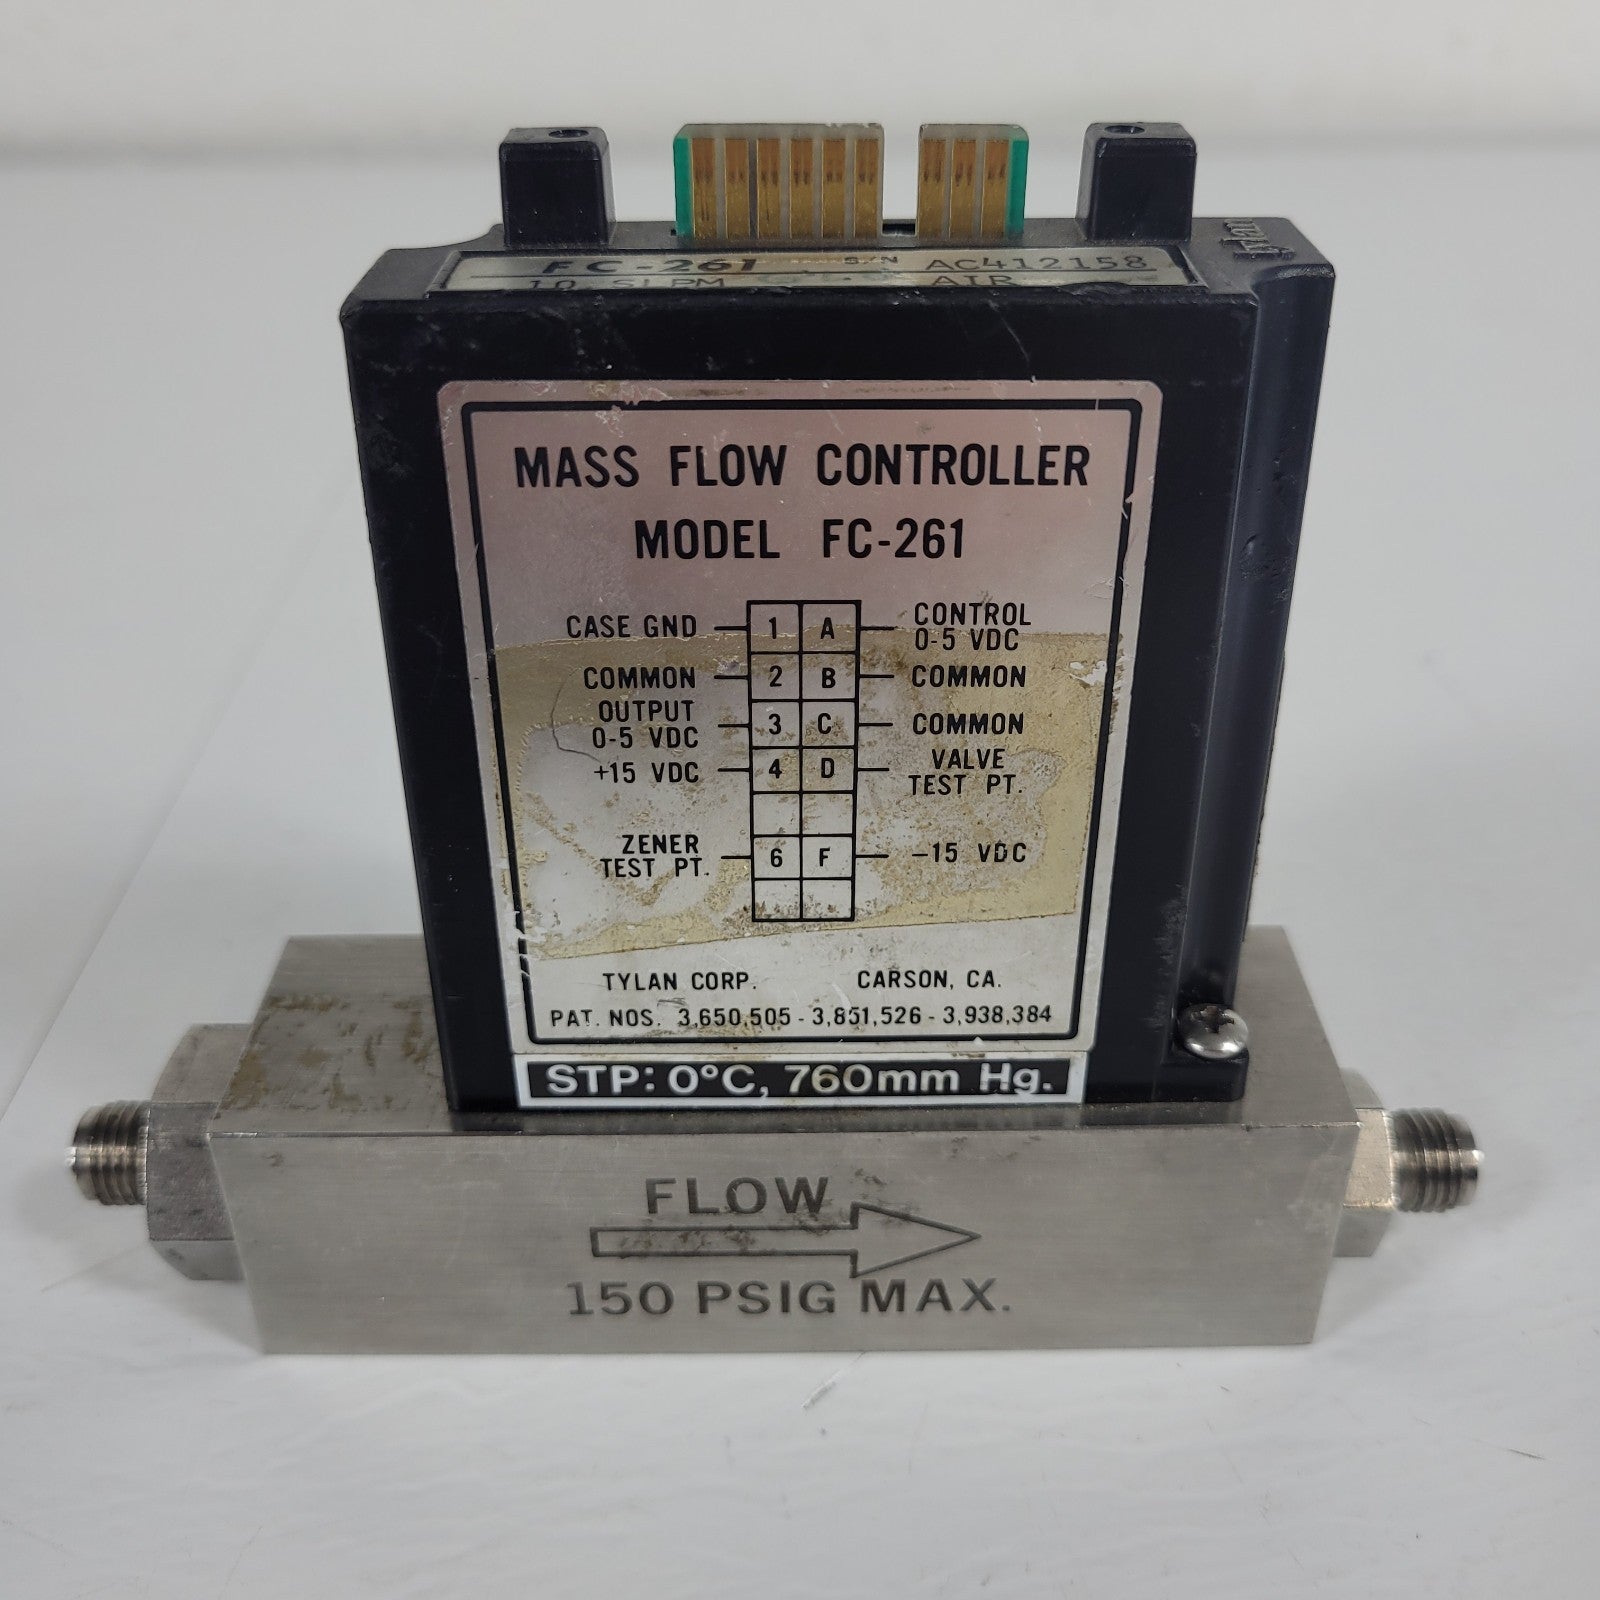 FC-261 S/N AC412158
10 SLPM AIR
Tylan
MASS FLOW CONTROLLER
MODEL FC-261
CASE GND 1 A CONTROL 0-5 VDC
COMMON 2 B COMMON
OUTPUT 0-5 VDC 3 C COMMON
+15 VDC 4 D VALVE TEST PT.
ZENER TEST PT. 6 F -15 VDC
TYLAN CORP. CARSON, CA.
PAT. NOS. 3,650,505 - 3,851,526 - 3,938,384
STP: 0°C, 760mm Hg.
FLOW
150 PSIG MAX.